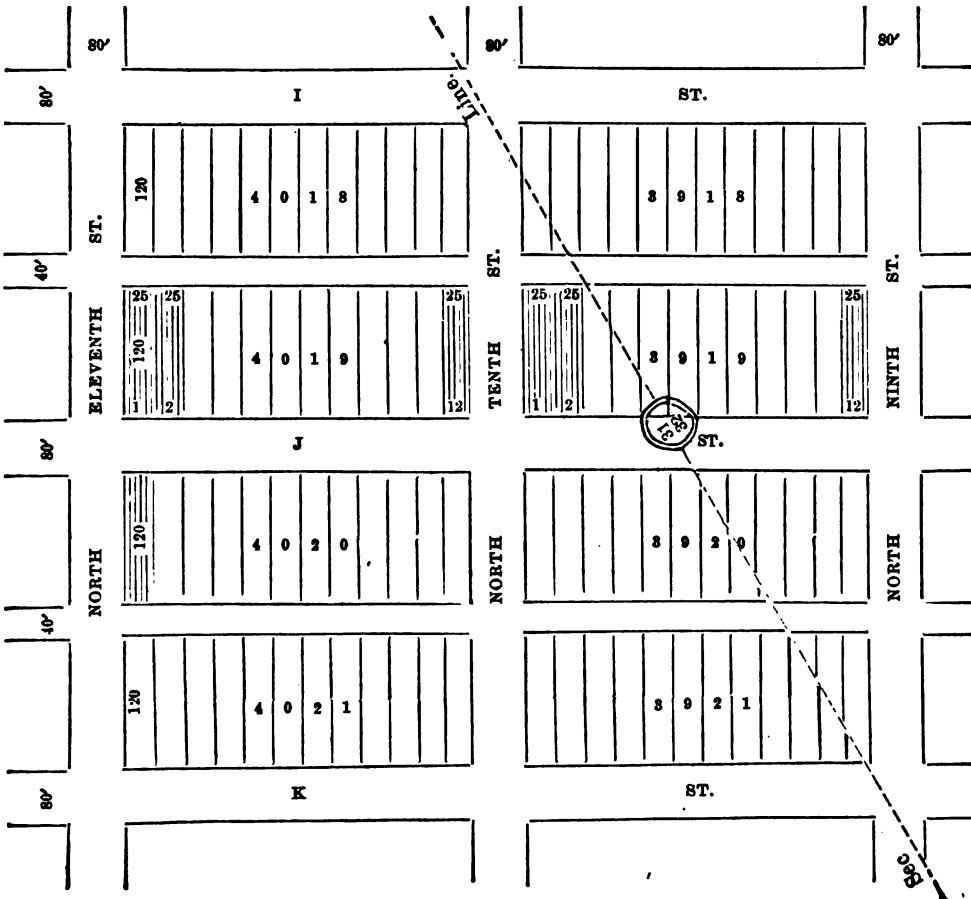 80′ 80′ 80′
80′ I Line. ST.
120 4 0 1 8 3 9 1 8
ST. ST. ST.
40′
25 25 25 25 25 25
ELEVENTH 120 4 0 1 9 TENTH 3 9 1 9 NINTH
1 2 12 1 2 12
80′ J 31 32 ST.
NORTH 120 4 0 2 0 NORTH 3 9 2 0 NORTH
40′
120 4 0 2 1 3 9 2 1
80′ K ST.
Sec